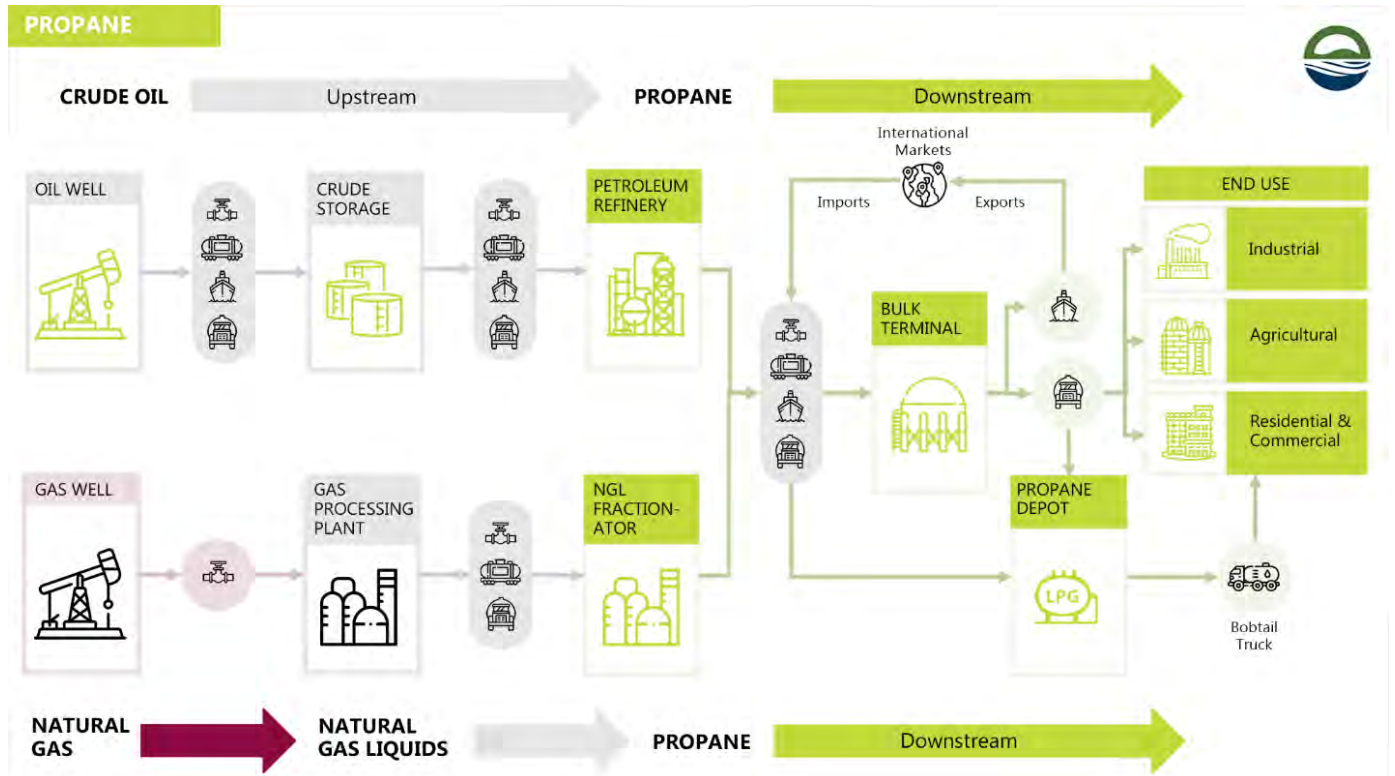 PROPANE
CRUDE OIL
Upstream
PROPANE
Downstream
International
Markets
Imports
Exports
OIL WELL
CRUDE
STORAGE
PETROLEUM
REFINERY
BULK
TERMINAL
END USE
Industrial
Agricultural
Residential &
Commercial
GAS WELL
GAS
PROCESSING
PLANT
NGL
FRACTION-
ATOR
PROPANE
DEPOT
LPG
Bobtail
Truck
NATURAL
GAS
NATURAL
GAS LIQUIDS
PROPANE
Downstream